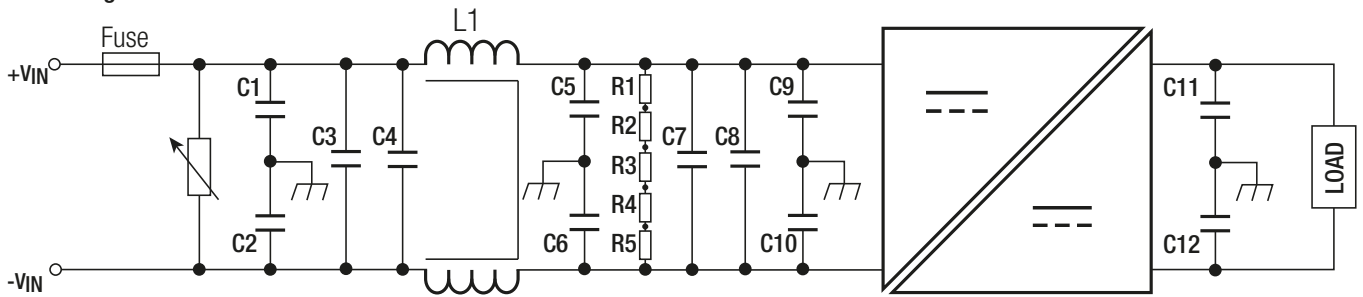 Fuse
L1
+VIN
C1
C3
C4
C5
R1
R2
R3
R4
R5
C7
C8
C9
C11
LOAD
C2
C6
C10
C12
-VIN